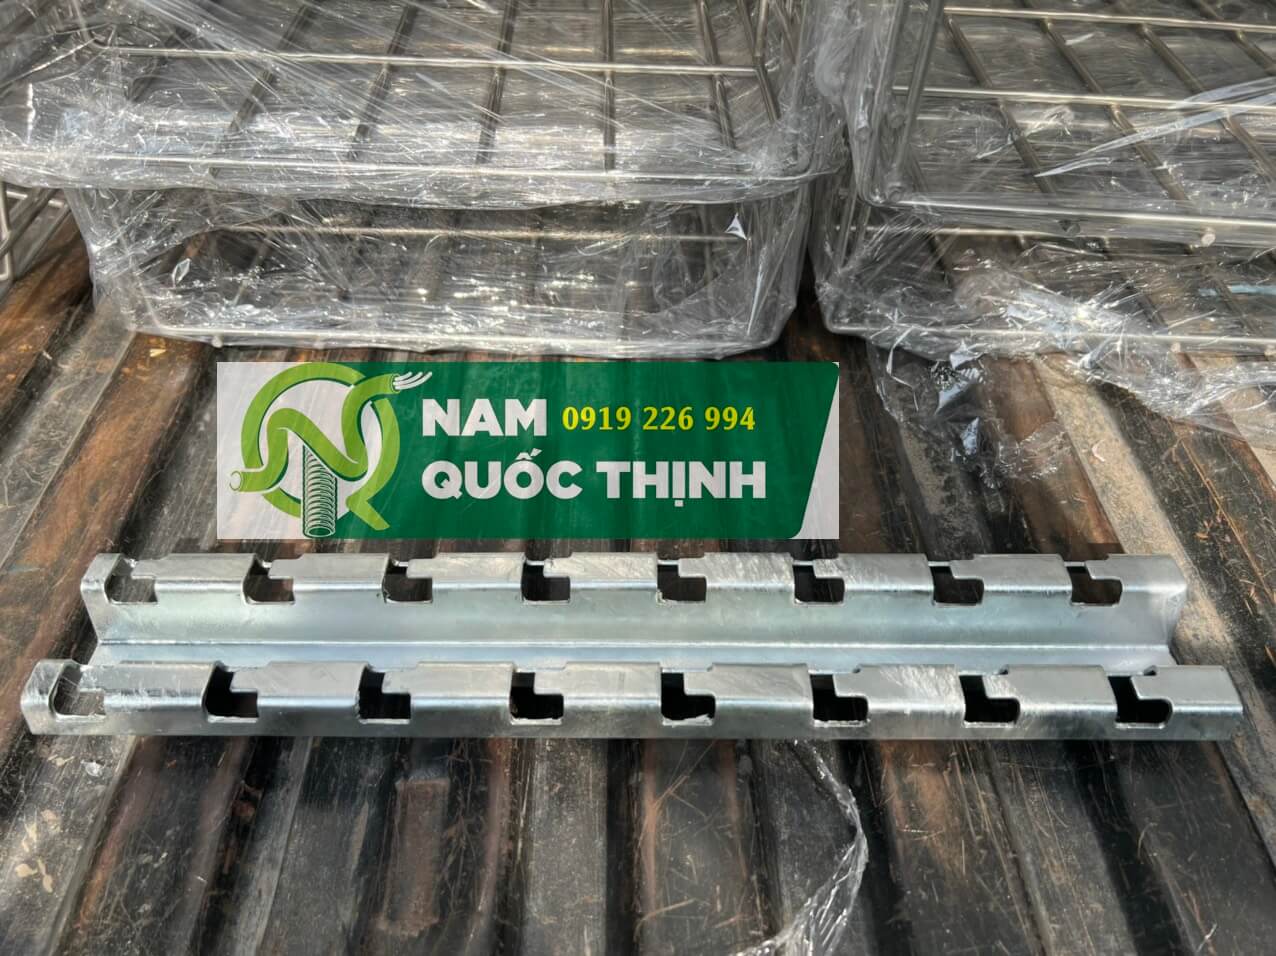 NAM 0919 226 994
QUỐC THỊNH